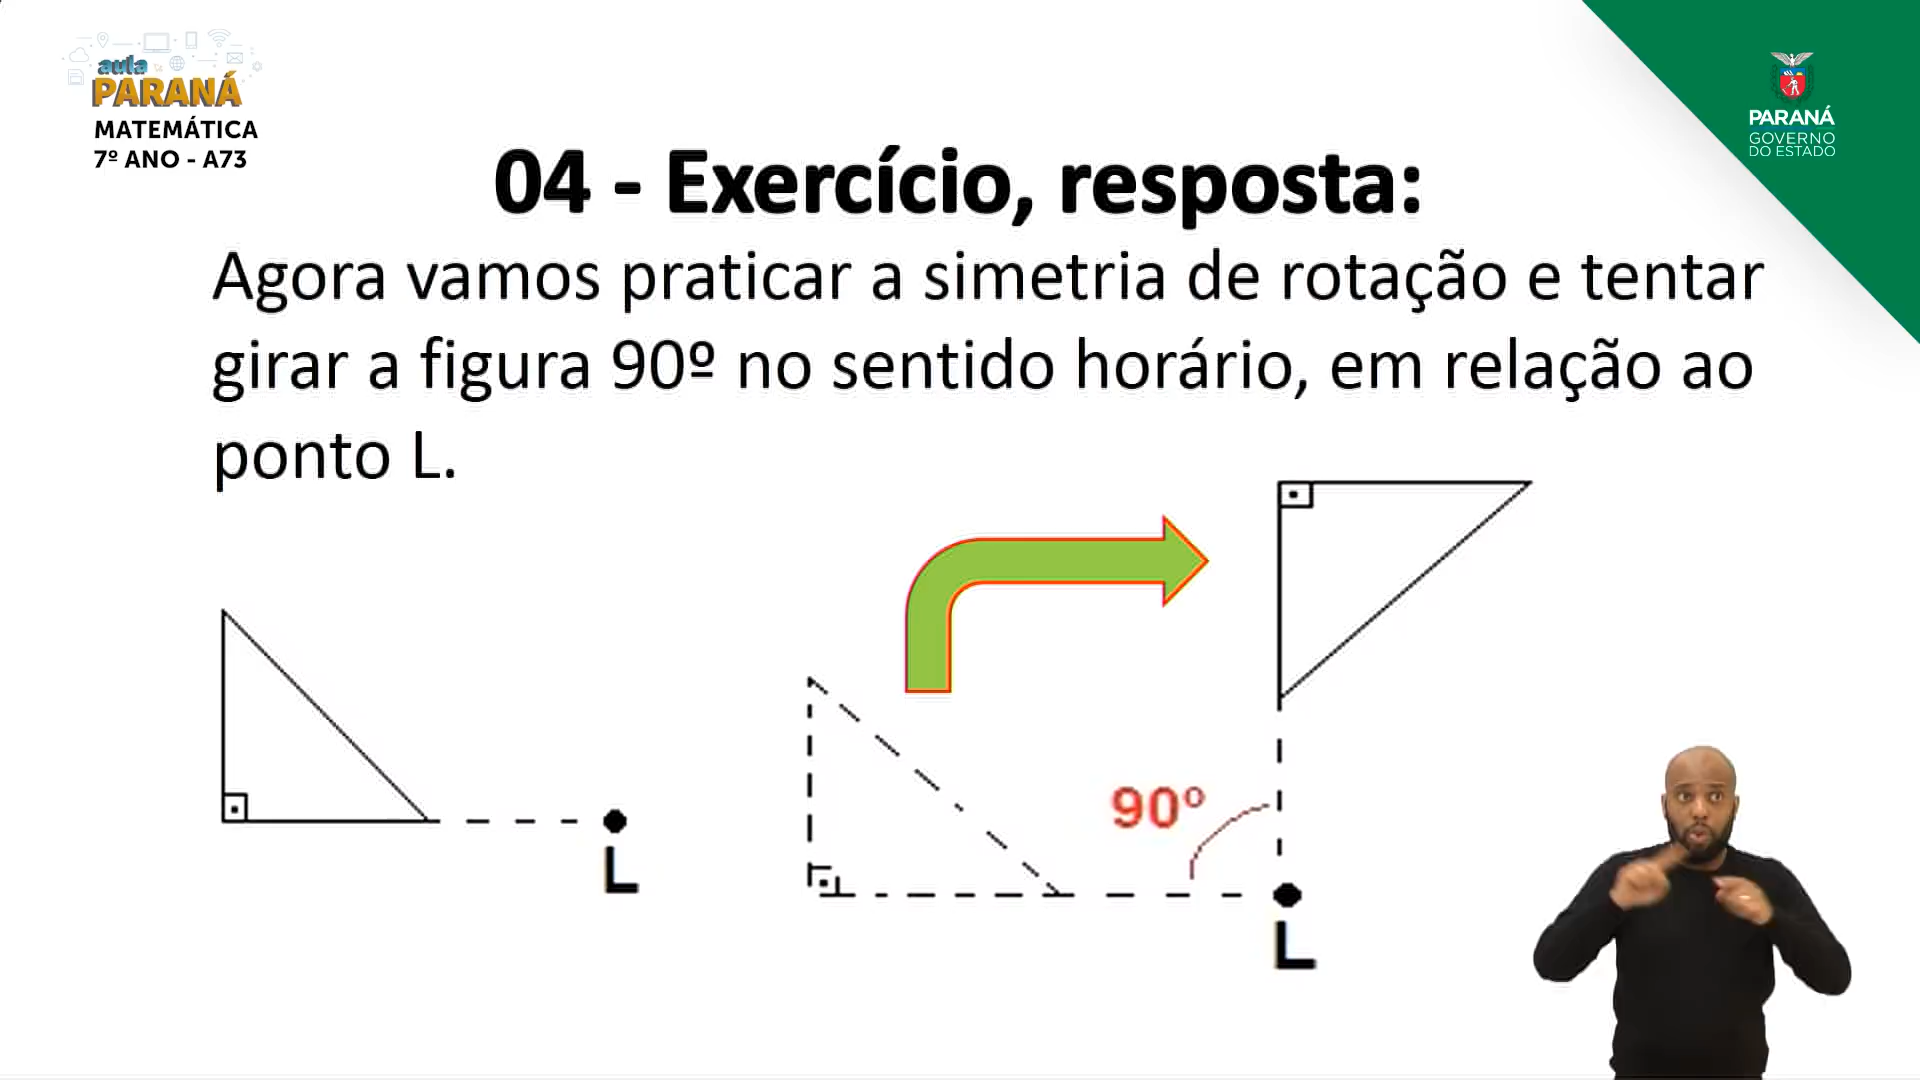 aula
PARANÁ
MATEMÁTICA
7º ANO - A73
PARANÁ
GOVERNO
DO ESTADO
04 - Exercício, resposta:
Agora vamos praticar a simetria de rotação e tentar
girar a figura 90º no sentido horário, em relação ao
ponto L.
90º
L
L